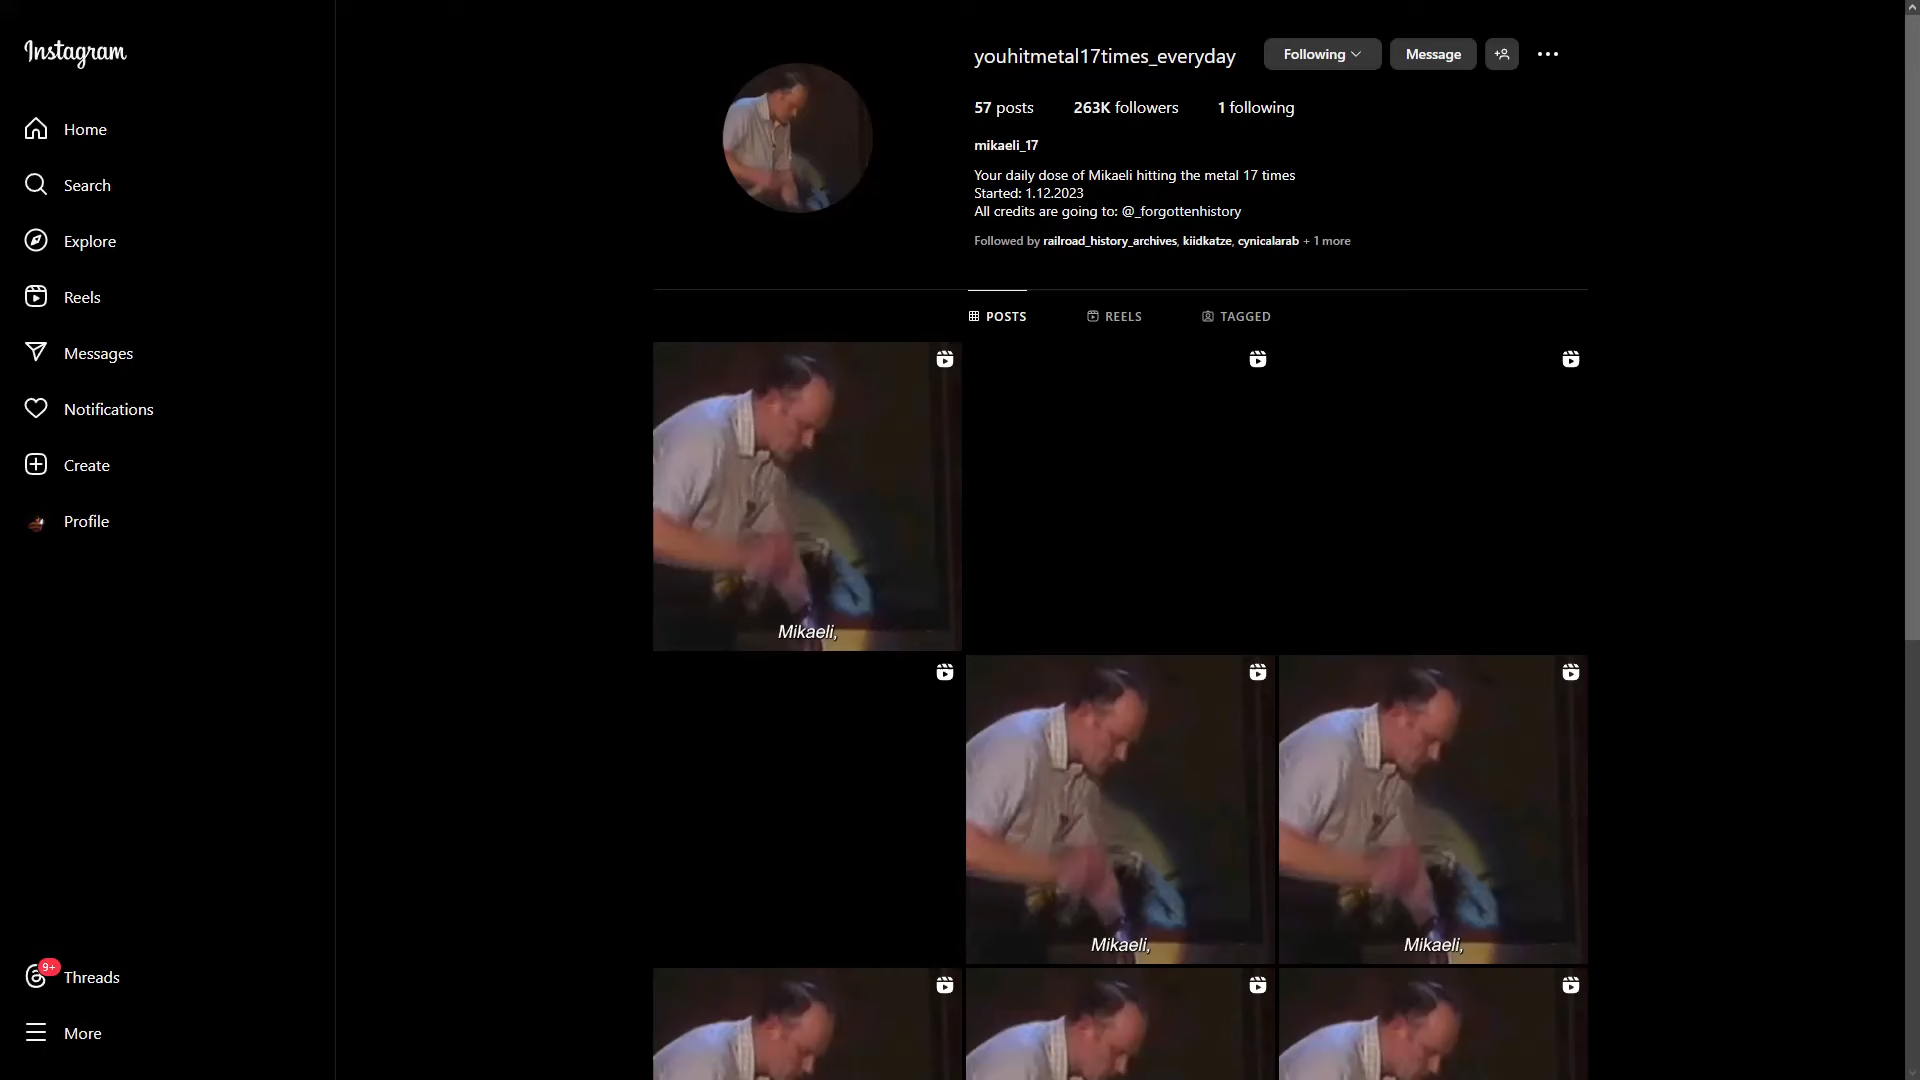 Instagram
Home
Search
Explore
Reels
Messages
Notifications
Create
Profile
9+
Threads
More
youhitmetal17times_everyday
Following
Message
57 posts
263K followers
1 following
mikaeli_17
Your daily dose of Mikaeli hitting the metal 17 times
Started: 1.12.2023
All credits are going to: @_forgottenhistory
Followed by railroad_history_archives, kiidkatze, cynicalarab + 1 more
POSTS
REELS
TAGGED
Mikaeli,
Mikaeli,
Mikaeli,